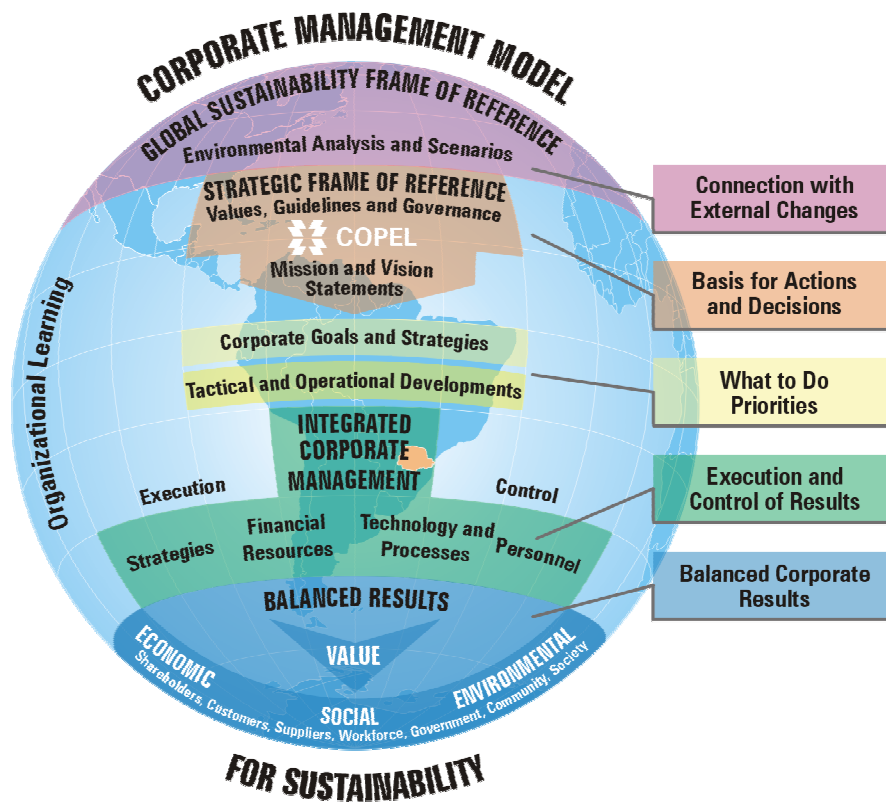 CORPORATE MANAGEMENT MODEL
GLOBAL SUSTAINABILITY FRAME OF REFERENCE
Environmental Analysis and Scenarios
STRATEGIC FRAME OF REFERENCE
Values, Guidelines and Governance
COPEL
Mission and Vision
Statements
Corporate Goals and Strategies
Tactical and Operational Developments
INTEGRATED
CORPORATE
MANAGEMENT
Organizational Learning
Execution
Control
Strategies
Financial
Resources
Technology and
Processes
Personnel
BALANCED RESULTS
VALUE
ECONOMIC
SOCIAL
ENVIRONMENTAL
Shareholders, Customers, Suppliers, Workforce, Government, Community, Society
FOR SUSTAINABILITY
Connection with
External Changes
Basis for Actions
and Decisions
What to Do
Priorities
Execution and
Control of Results
Balanced Corporate
Results